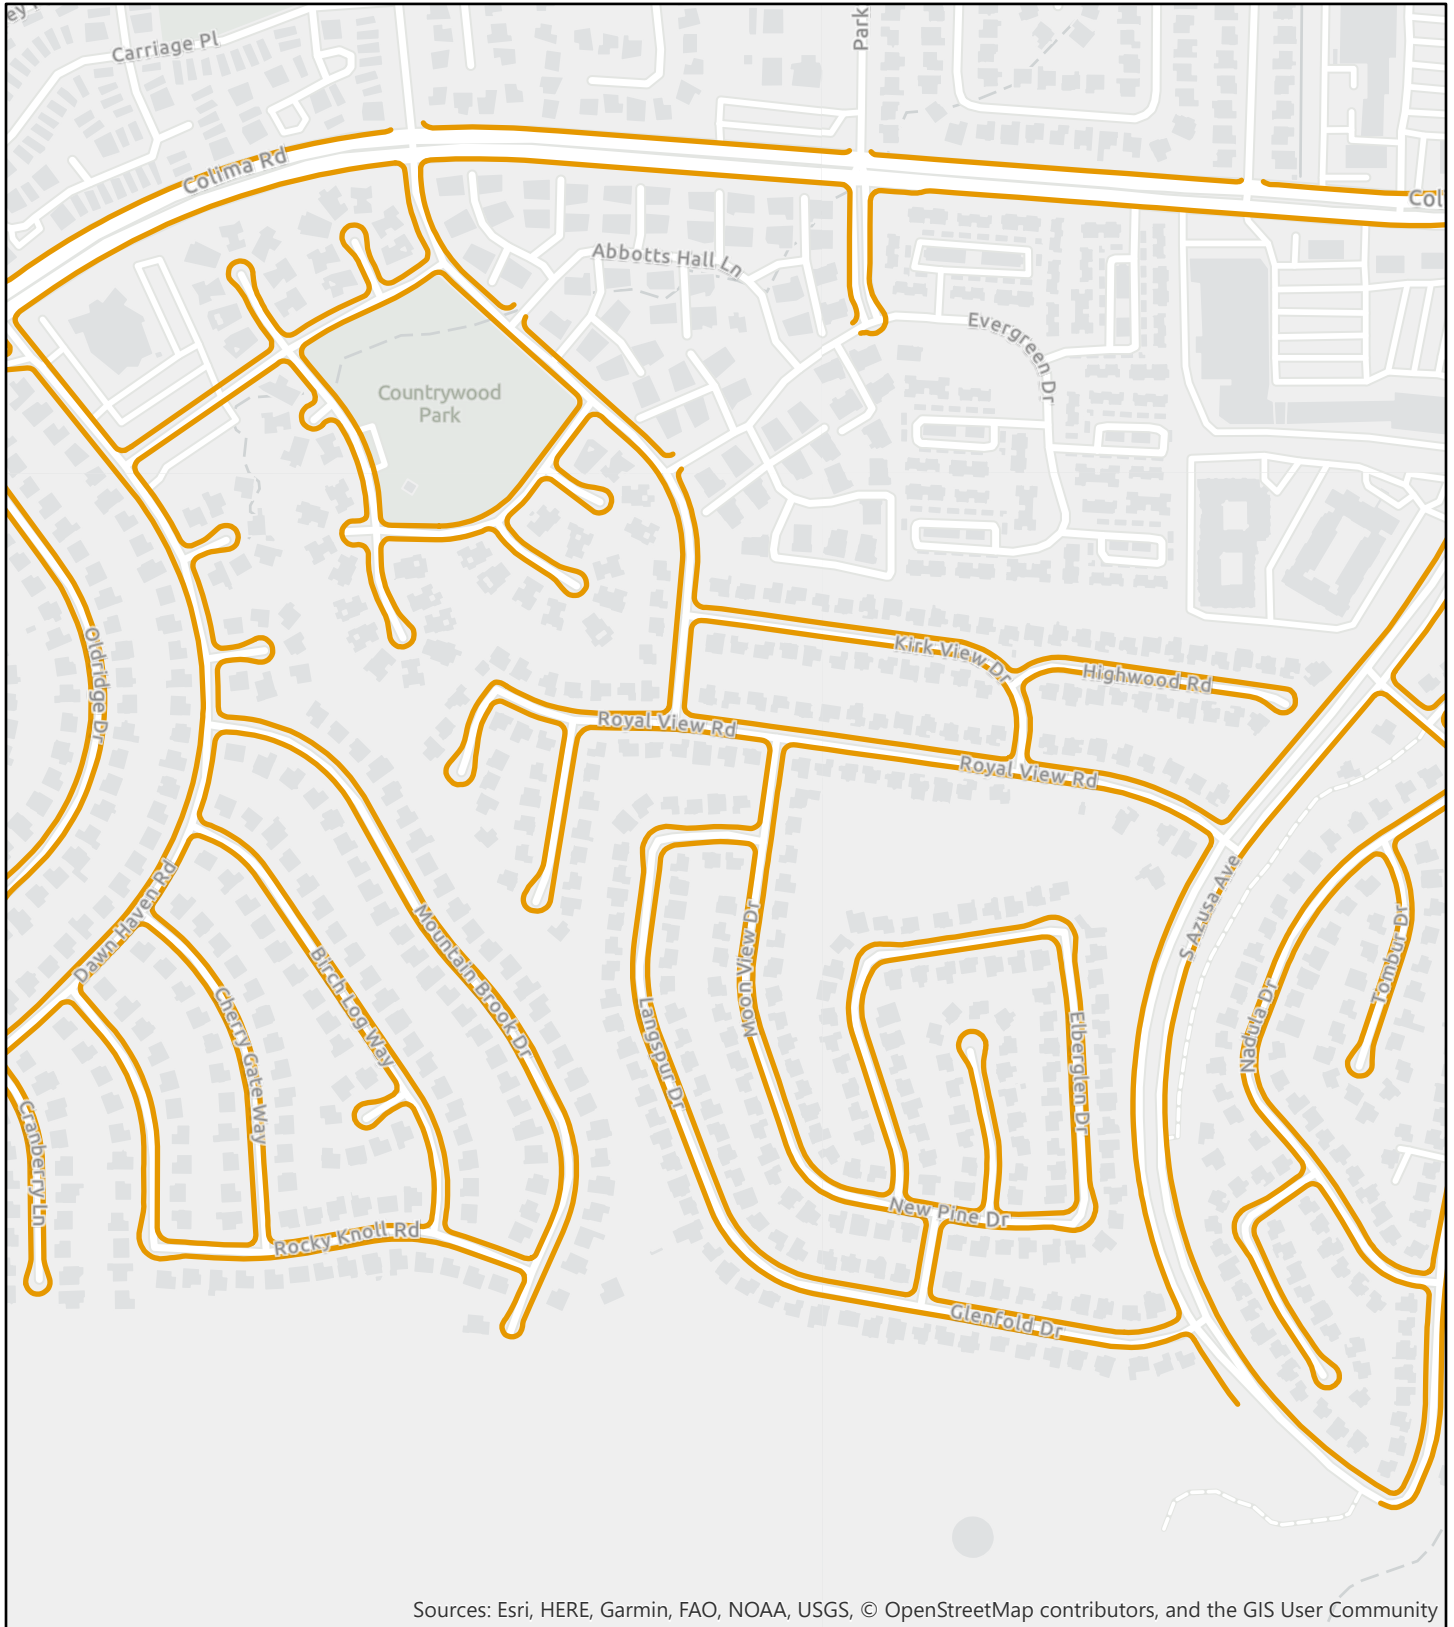 Carriage Pl
Park
Colima Rd
Col
Abbotts Hall Ln
Evergreen Dr
Countrywood
Park
Oldridge Dr
Kirk View Dr
Highwood Rd
Royal View Rd
Royal View Rd
S Azusa Ave
Dawn Haven Rd
Mountain Brook Dr
Birch Log Way
Cherry Gate Way
Moon View Dr
Langspur Dr
Elberglen Dr
Nadula Dr
Tombur Dr
Cranberry Ln
New Pine Dr
Rocky Knoll Rd
Glenfold Dr
Sources: Esri, HERE, Garmin, FAO, NOAA, USGS, © OpenStreetMap contributors, and the GIS User Community